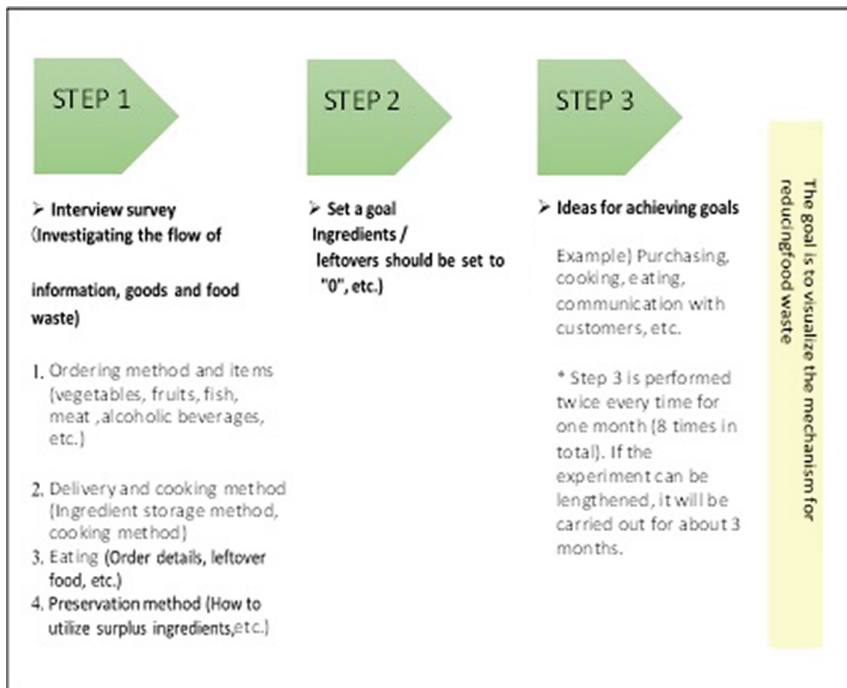 STEP 1
➢ Interview survey
(Investigating the flow of
information, goods and food
waste)
1. Ordering method and items
(vegetables, fruits, fish,
meat ,alcoholic beverages,
etc.)
2. Delivery and cooking method
(Ingredient storage method,
cooking method)
3. Eating (Order details, leftover
food, etc.)
4. Preservation method (How to
utilize surplus ingredients,etc.)
STEP 2
➢ Set a goal
Ingredients /
leftovers should be set to
"0", etc.)
STEP 3
➢ Ideas for achieving goals
Example) Purchasing,
cooking, eating,
communication with
customers, etc.
* Step 3 is performed
twice every time for
one month (8 times in
total). If the
experiment can be
lengthened, it will be
carried out for about 3
months.
The goal is to visualize the mechanism for
reducingfood waste